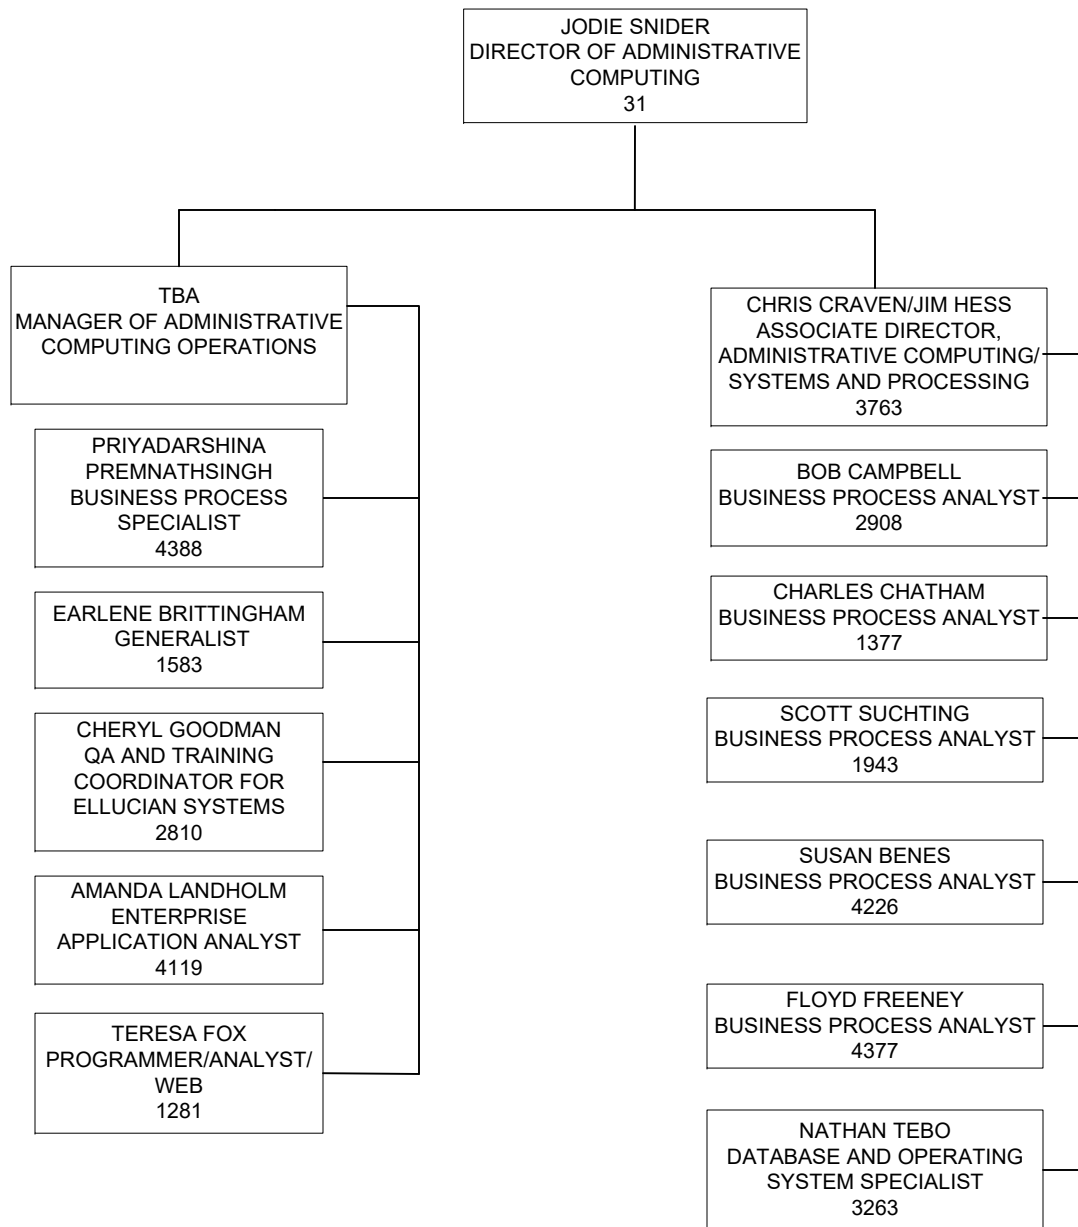 JODIE SNIDER
DIRECTOR OF ADMINISTRATIVE
COMPUTING
31
TBA
MANAGER OF ADMINISTRATIVE
COMPUTING OPERATIONS
PRIYADARSHINA
PREMNATHSINGH
BUSINESS PROCESS
SPECIALIST
4388
EARLENE BRITTINGHAM
GENERALIST
1583
CHERYL GOODMAN
QA AND TRAINING
COORDINATOR FOR
ELLUCIAN SYSTEMS
2810
AMANDA LANDHOLM
ENTERPRISE
APPLICATION ANALYST
4119
TERESA FOX
PROGRAMMER/ANALYST/
WEB
1281
CHRIS CRAVEN/JIM HESS
ASSOCIATE DIRECTOR,
ADMINISTRATIVE COMPUTING/
SYSTEMS AND PROCESSING
3763
BOB CAMPBELL
BUSINESS PROCESS ANALYST
2908
CHARLES CHATHAM
BUSINESS PROCESS ANALYST
1377
SCOTT SUCHTING
BUSINESS PROCESS ANALYST
1943
SUSAN BENES
BUSINESS PROCESS ANALYST
4226
FLOYD FREENEY
BUSINESS PROCESS ANALYST
4377
NATHAN TEBO
DATABASE AND OPERATING
SYSTEM SPECIALIST
3263